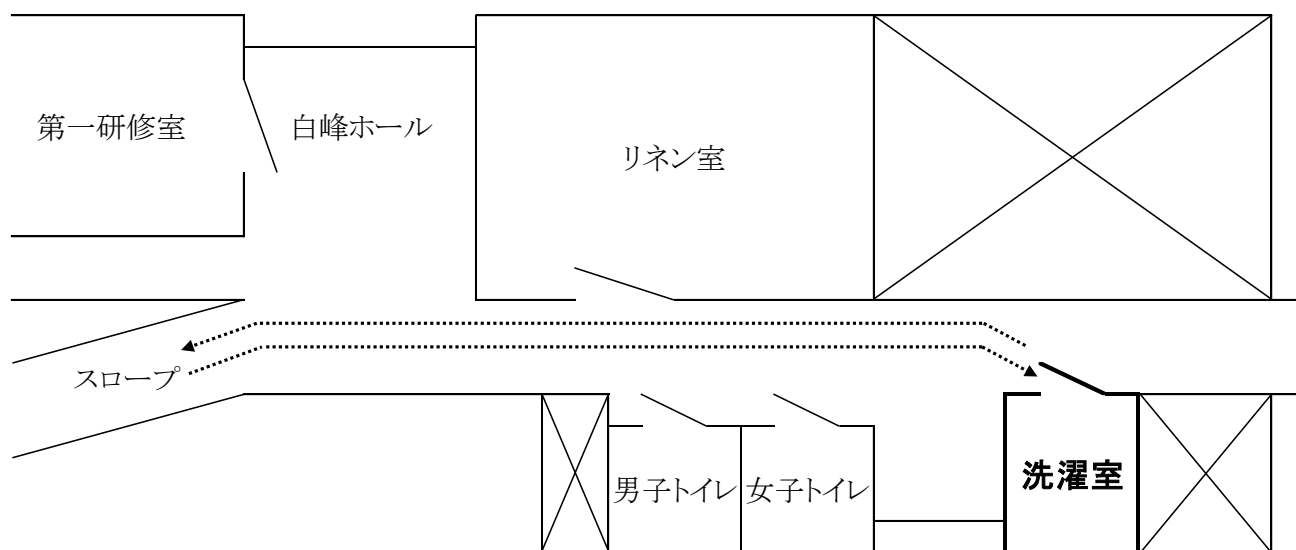 第一研修室
白峰ホール
リネン室
スロープ
男子トイレ
女子トイレ
洗濯室